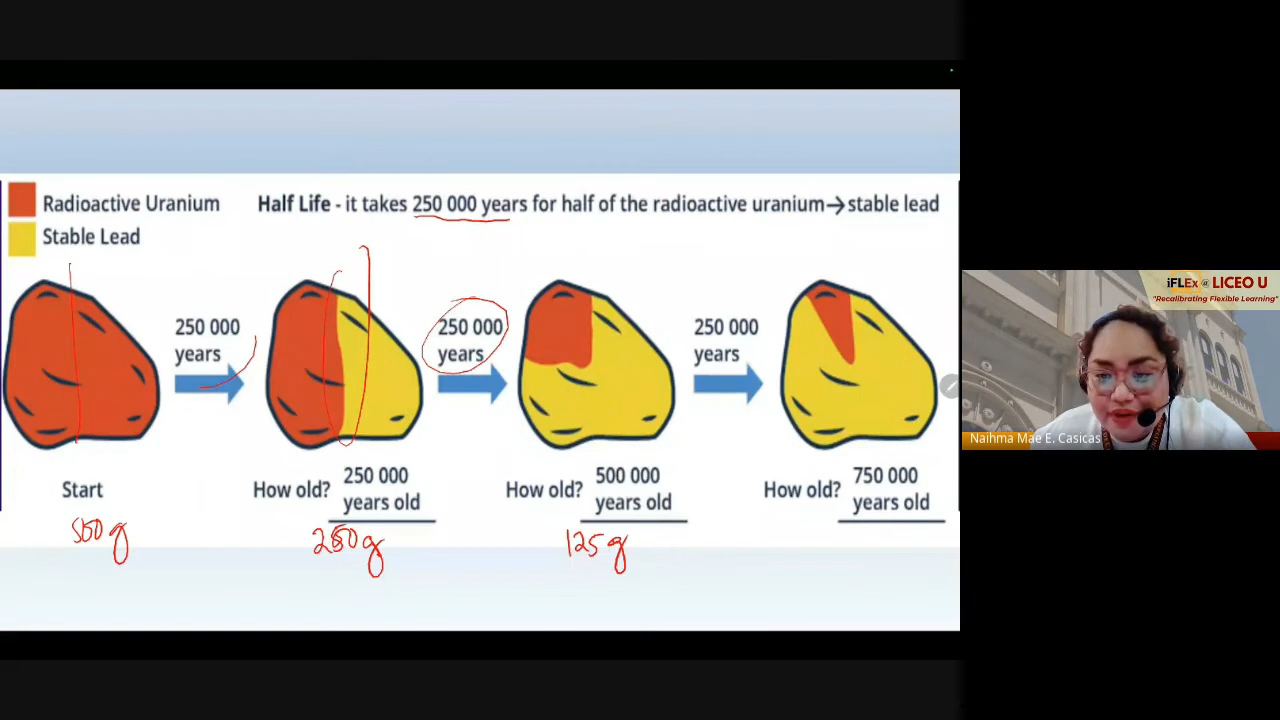 Radioactive Uranium
Stable Lead
Half Life - it takes 250 000 years for half of the radioactive uranium→stable lead
250 000
years
250 000
years
250 000
years
Start
How old? 250 000
years old
How old? 500 000
years old
How old? 750 000
years old
500 g
250 g
125 g
iFLEx @ LICEO U
"Recalibrating Flexible Learning"
Naihma Mae E. Casicas